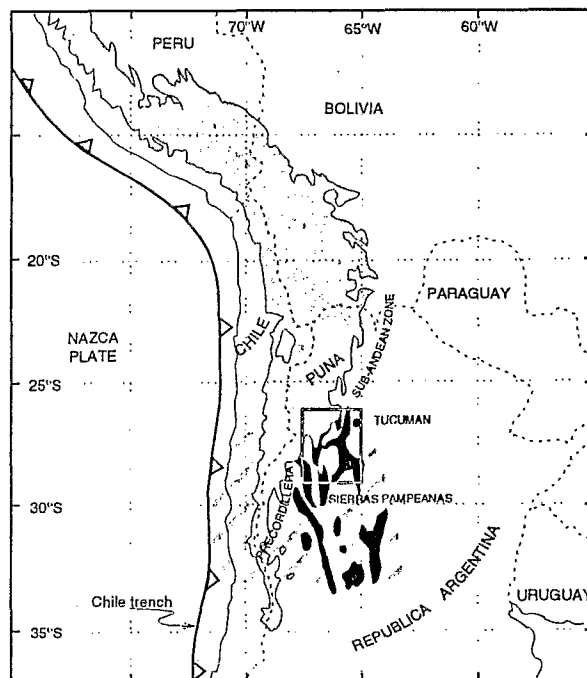 70°W
65°W
60°W
PERU
BOLIVIA
20°S
PARAGUAY
CHILE
NAZCA
PLATE
PUNA
SUB-ANDEAN ZONE
25°S
TUCUMAN
PRECORDILLERA
SIERRAS PAMPEANAS
30°S
Chile trench
REPUBLICA ARGENTINA
URUGUAY
35°S